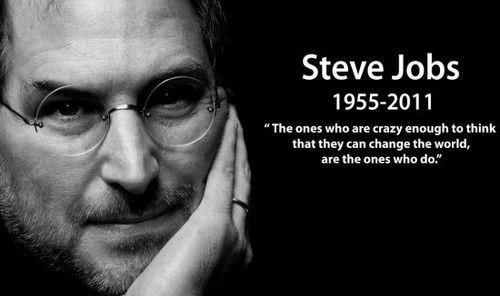 Steve Jobs
1955-2011
“ The ones who are crazy enough to think
that they can change the world,
are the ones who do.”